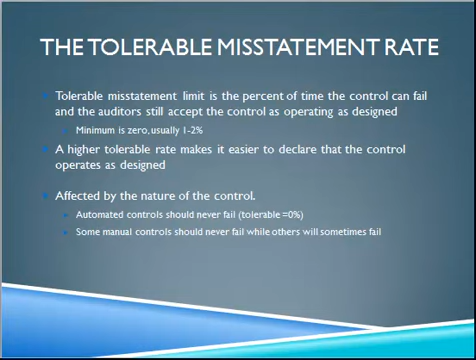 THE TOLERABLE MISSTATEMENT RATE
Tolerable misstatement limit is the percent of time the control can fail
and the auditors still accept the control as operating as designed
Minimum is zero, usually 1-2%
A higher tolerable rate makes it easier to declare that the control
operates as designed
Affected by the nature of the control.
Automated controls should never fail (tolerable =0%)
Some manual controls should never fail while others will sometimes fail